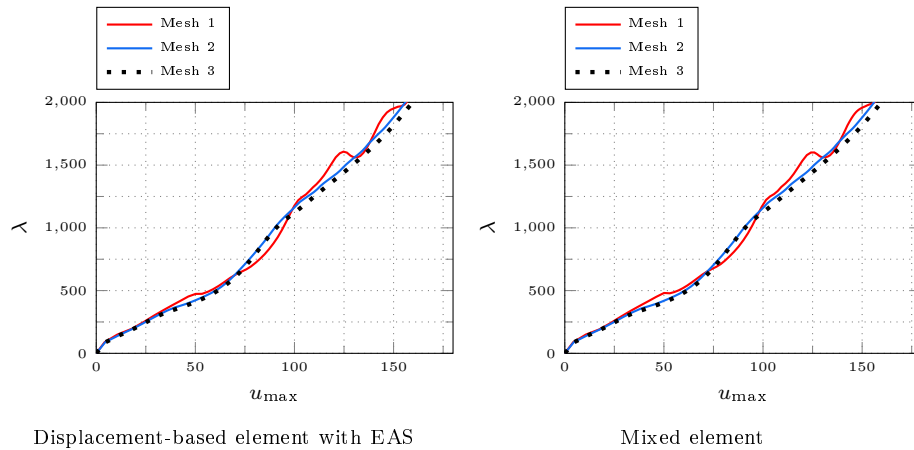 Mesh 1
Mesh 2
Mesh 3
2,000
1,500
1,000
500
0
λ
0 50 100 150
u_max
Displacement-based element with EAS
Mesh 1
Mesh 2
Mesh 3
2,000
1,500
1,000
500
0
λ
0 50 100 150
u_max
Mixed element